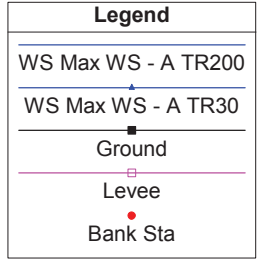 Legend
WS Max WS - A TR200
WS Max WS - A TR30
Ground
Levee
Bank Sta